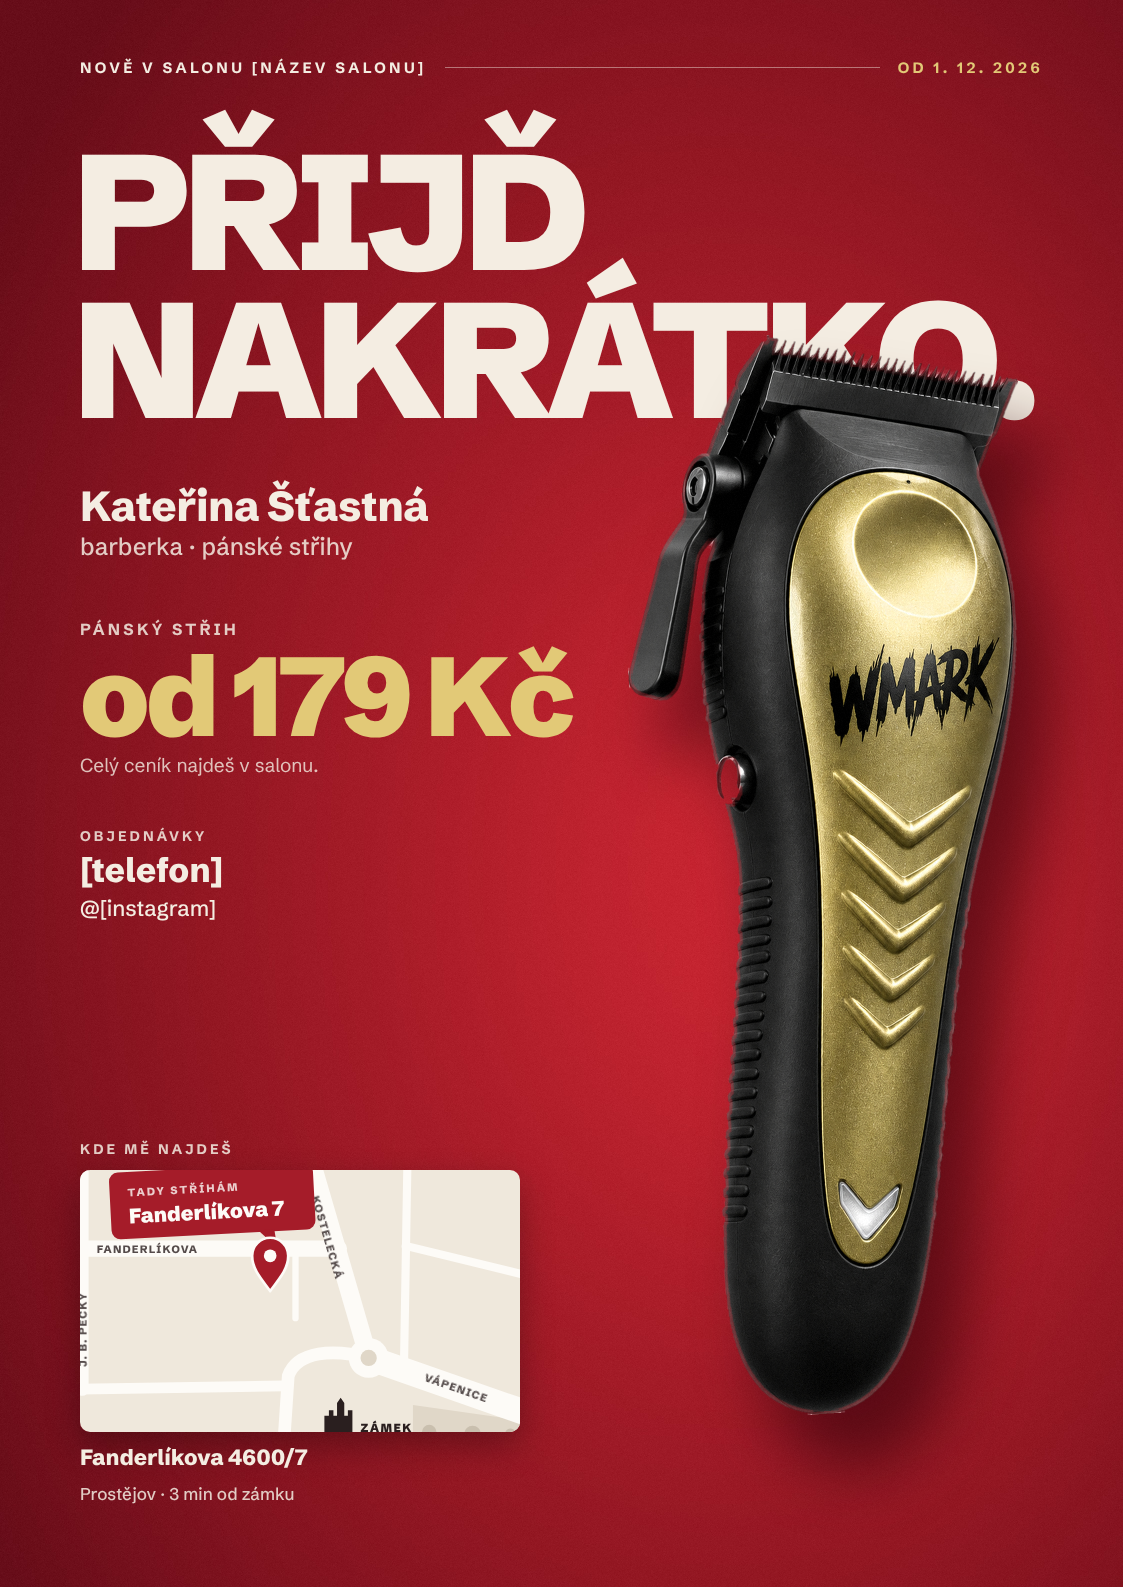 NOVĚ V SALONU [NÁZEV SALONU]
OD 1. 12. 2026
PŘIJĎ
NAKRÁTKO
Kateřina Šťastná
barberka · pánské střihy
PÁNSKÝ STŘIH
od 179 Kč
Celý ceník najdeš v salonu.
OBJEDNÁVKY
[telefon]
@[instagram]
WMARK
KDE MĚ NAJDEŠ
TADY STŘÍHÁM
Fanderlíkova 7
FANDERLÍKOVA
KOSTELECKÁ
J. B. PECKY
VÁPENICE
ZÁMEK
Fanderlíkova 4600/7
Prostějov · 3 min od zámku